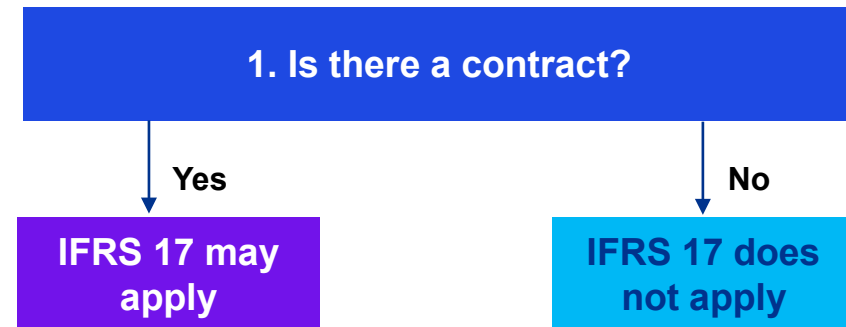 1. Is there a contract?
Yes
No
IFRS 17 may
apply
IFRS 17 does
not apply